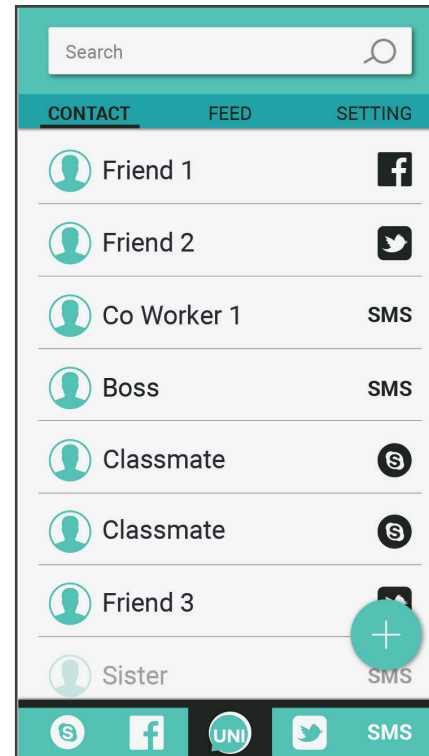 Search
CONTACT FEED SETTING
Friend 1
Friend 2
Co Worker 1 SMS
Boss SMS
Classmate
Classmate
Friend 3
Sister SMS
UNI SMS